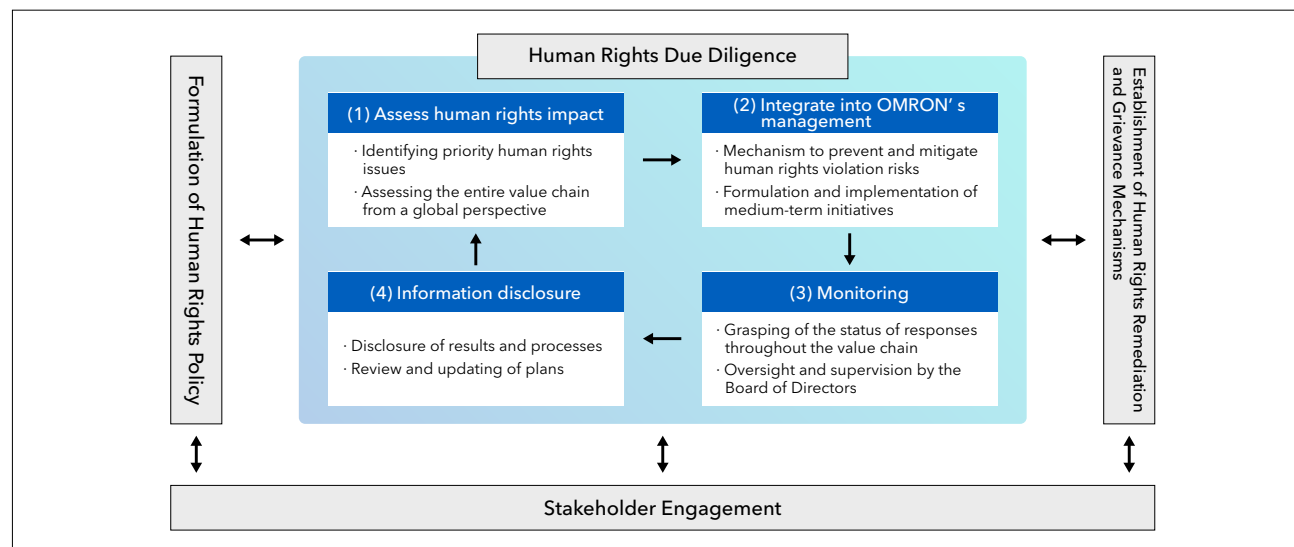 Human Rights Due Diligence
Formulation of Human Rights Policy
(1) Assess human rights impact
· Identifying priority human rights
issues
· Assessing the entire value chain
from a global perspective
(2) Integrate into OMRON’ s
management
· Mechanism to prevent and mitigate
human rights violation risks
· Formulation and implementation of
medium-term initiatives
(3) Monitoring
· Grasping of the status of responses
throughout the value chain
· Oversight and supervision by the
Board of Directors
(4) Information disclosure
· Disclosure of results and processes
· Review and updating of plans
Establishment of Human Rights Remediation
and Grievance Mechanisms
Stakeholder Engagement